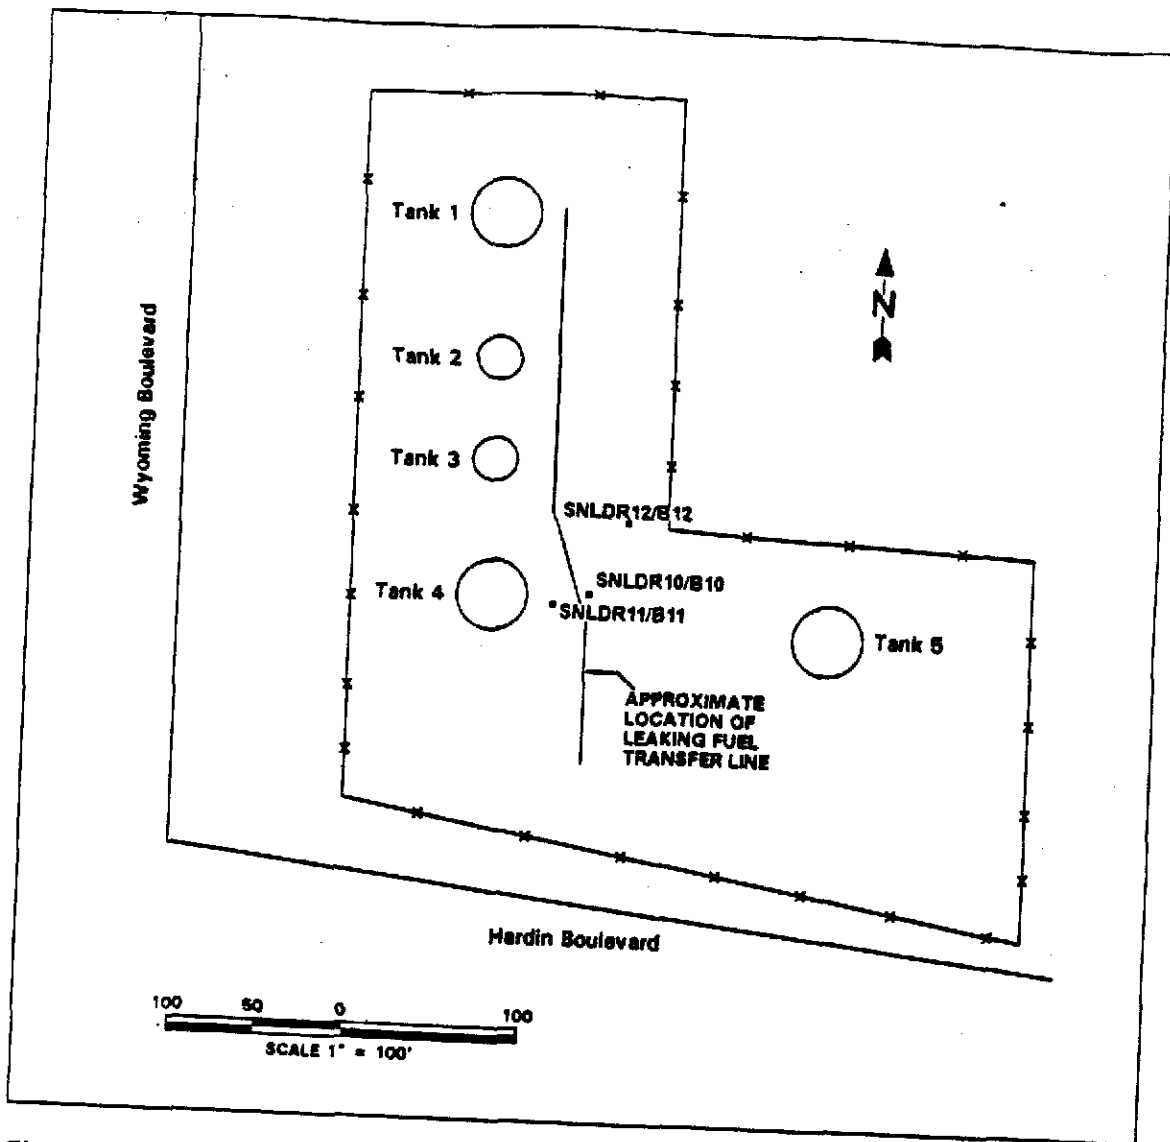 Tank 1
N
Wyoming Boulevard
Tank 2
Tank 3
SNLDR12/B12
Tank 4
SNLDR10/B10
SNLDR11/B11
Tank 5
APPROXIMATE
LOCATION OF
LEAKING FUEL
TRANSFER LINE
Hardin Boulevard
100 50 0 100
SCALE 1" = 100'